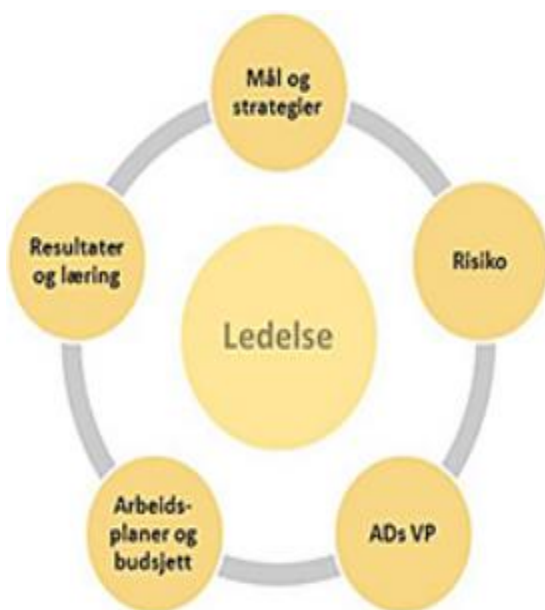 Mål og
strategier
Risiko
ADs VP
Arbeids-
planer og
budsjett
Resultater
og læring
Ledelse